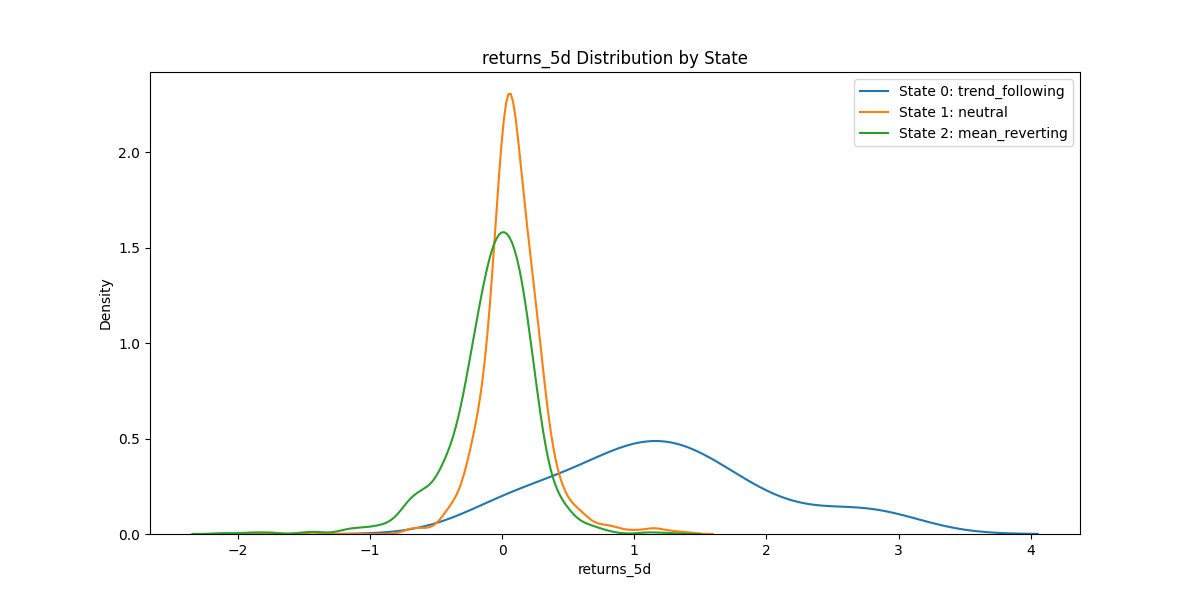 returns_5d Distribution by State
State 0: trend_following
State 1: neutral
State 2: mean_reverting
2.0
1.5
1.0
0.5
0.0
Density
−2 −1 0 1 2 3 4
returns_5d